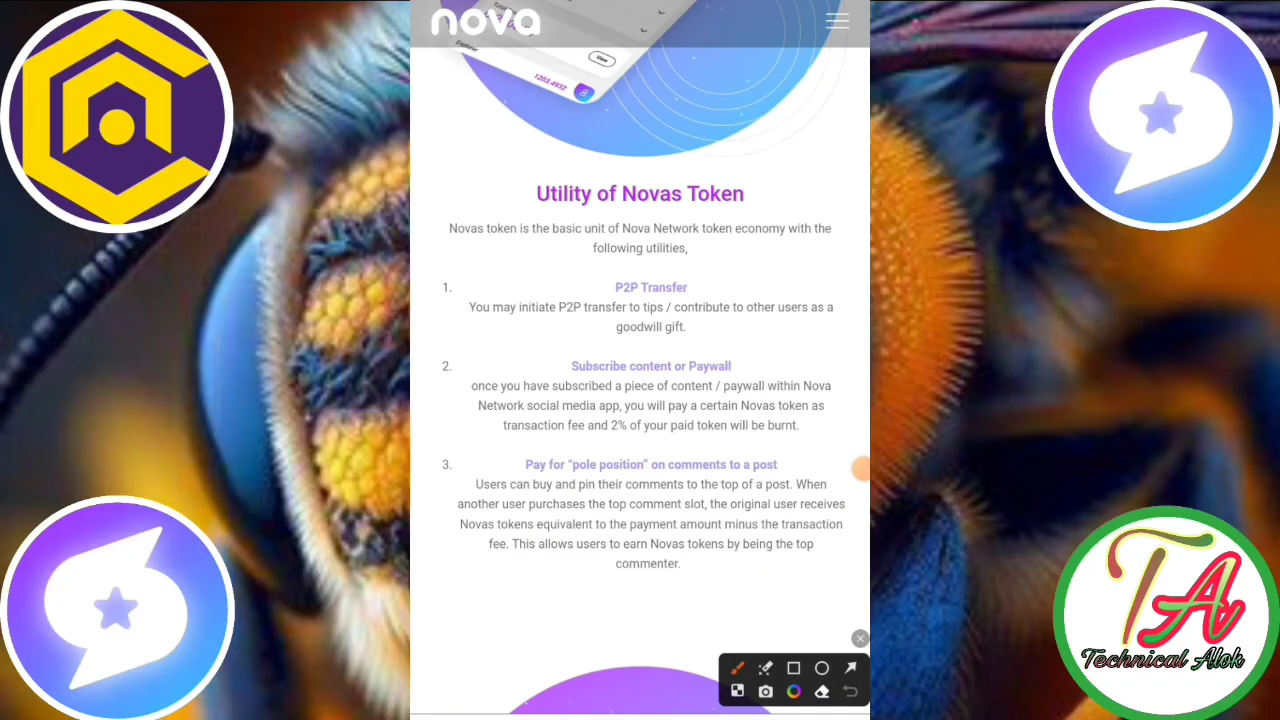 nova
Explorer
View
1203.4932
Utility of Novas Token
Novas token is the basic unit of Nova Network token economy with the
following utilities,
1. P2P Transfer
You may initiate P2P transfer to tips / contribute to other users as a
goodwill gift.
2. Subscribe content or Paywall
once you have subscribed a piece of content / paywall within Nova
Network social media app, you will pay a certain Novas token as
transaction fee and 2% of your paid token will be burnt.
3. Pay for “pole position” on comments to a post
Users can buy and pin their comments to the top of a post. When
another user purchases the top comment slot, the original user receives
Novas tokens equivalent to the payment amount minus the transaction
fee. This allows users to earn Novas tokens by being the top
commenter.
TA
Technical Alok